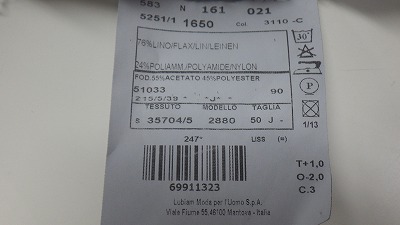 583 N 161 021
5251/1 1650 Col. 3110 -C
76%LINO/FLAX/LIN/LEINEN
24%POLIAMM./POLYAMIDE/NYLON
FOD.55%ACETATO 45%POLYESTER
51033 90
215/5/39 * "J" *
TESSUTO MODELLO TAGLIA
s 35704/5 2880 50 J -
30°
P
1/13
247* USS (=)
69911323
T+1,0
O-2,0
C.3
Lubiam Moda per l'Uomo S.p.A.
Viale Fiume 55,46100 Mantova - Italia